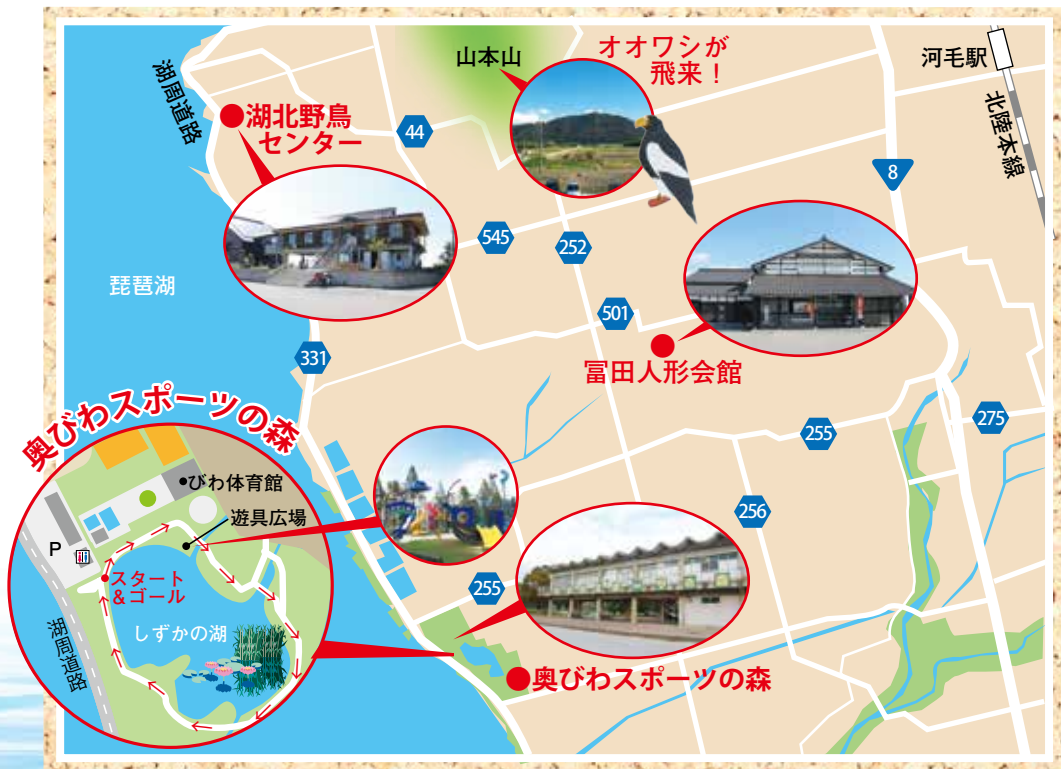 オオワシが
飛来！
山本山
河毛駅
北陸本線
湖周道路
湖北野鳥
センター
44
8
545
252
琵琶湖
501
331
冨田人形会館
奥びわスポーツの森
255
275
びわ体育館
遊具広場
256
P
スタート
&ゴール
255
しずかの湖
湖周道路
奥びわスポーツの森